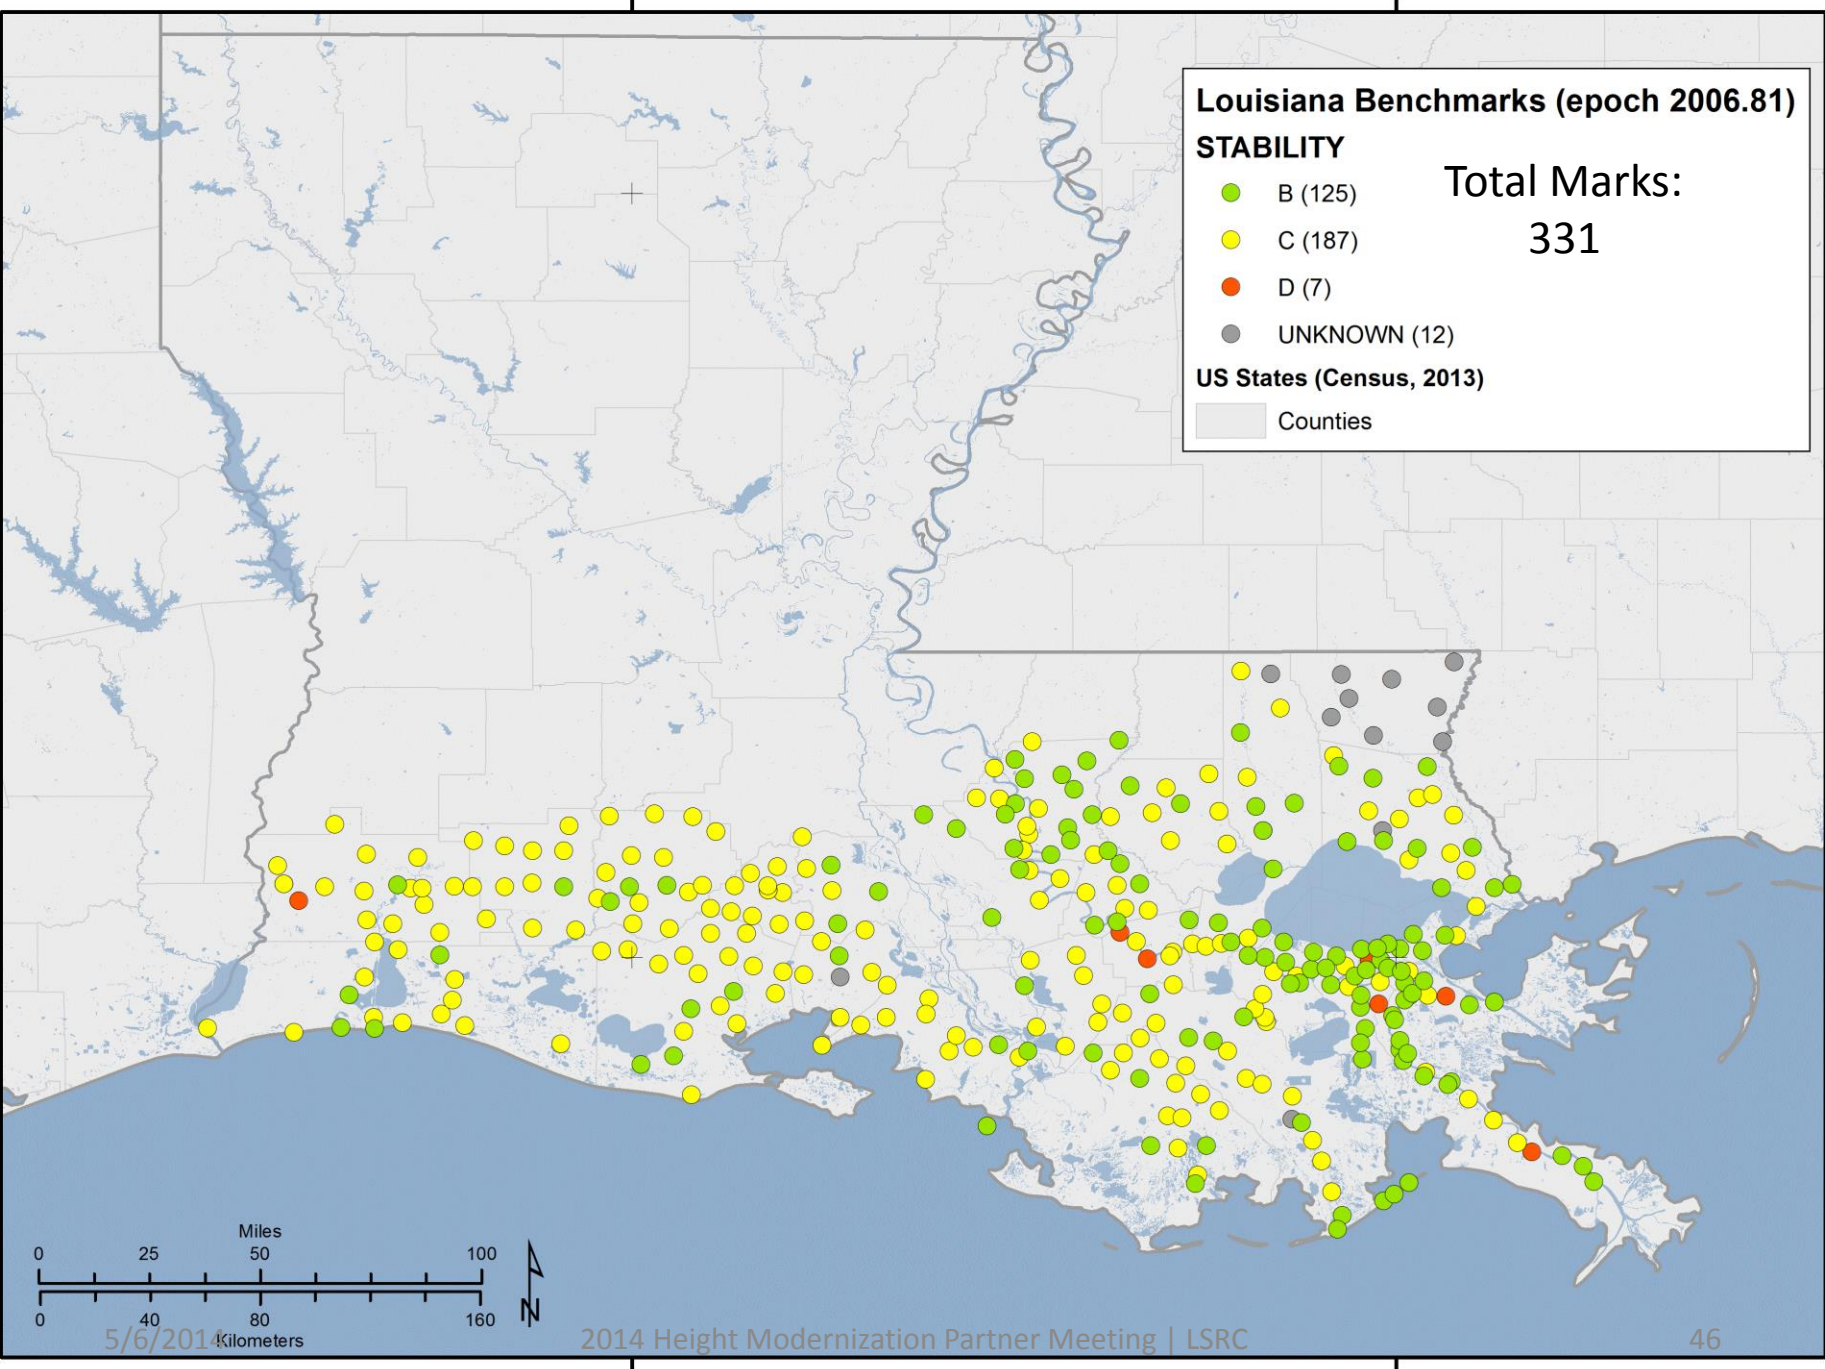 Louisiana Benchmarks (epoch 2006.81)
STABILITY
B (125)
C (187)
D (7)
UNKNOWN (12)
Total Marks:
331
US States (Census, 2013)
Counties
Miles
0 25 50 100
0 40 80 160
Kilometers
N
5/6/2014
2014 Height Modernization Partner Meeting | LSRC
46